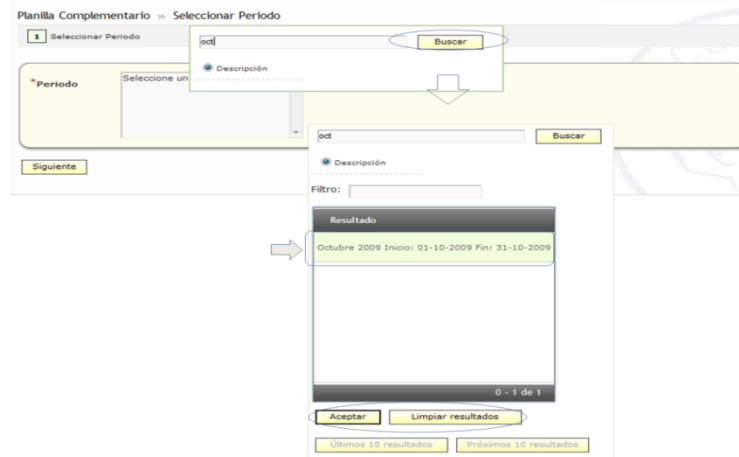 Planilla Complementario » Seleccionar Periodo
1 Seleccionar Periodo
oct
Buscar
Descripción
*Periodo
Seleccione un
oct
Buscar
Descripción
Siguiente
Filtro:
Resultado
Octubre 2009 Inicio: 01-10-2009 Fin: 31-10-2009
0 - 1 de 1
Aceptar
Limpiar resultados
Últimos 10 resultados
Próximos 10 resultados